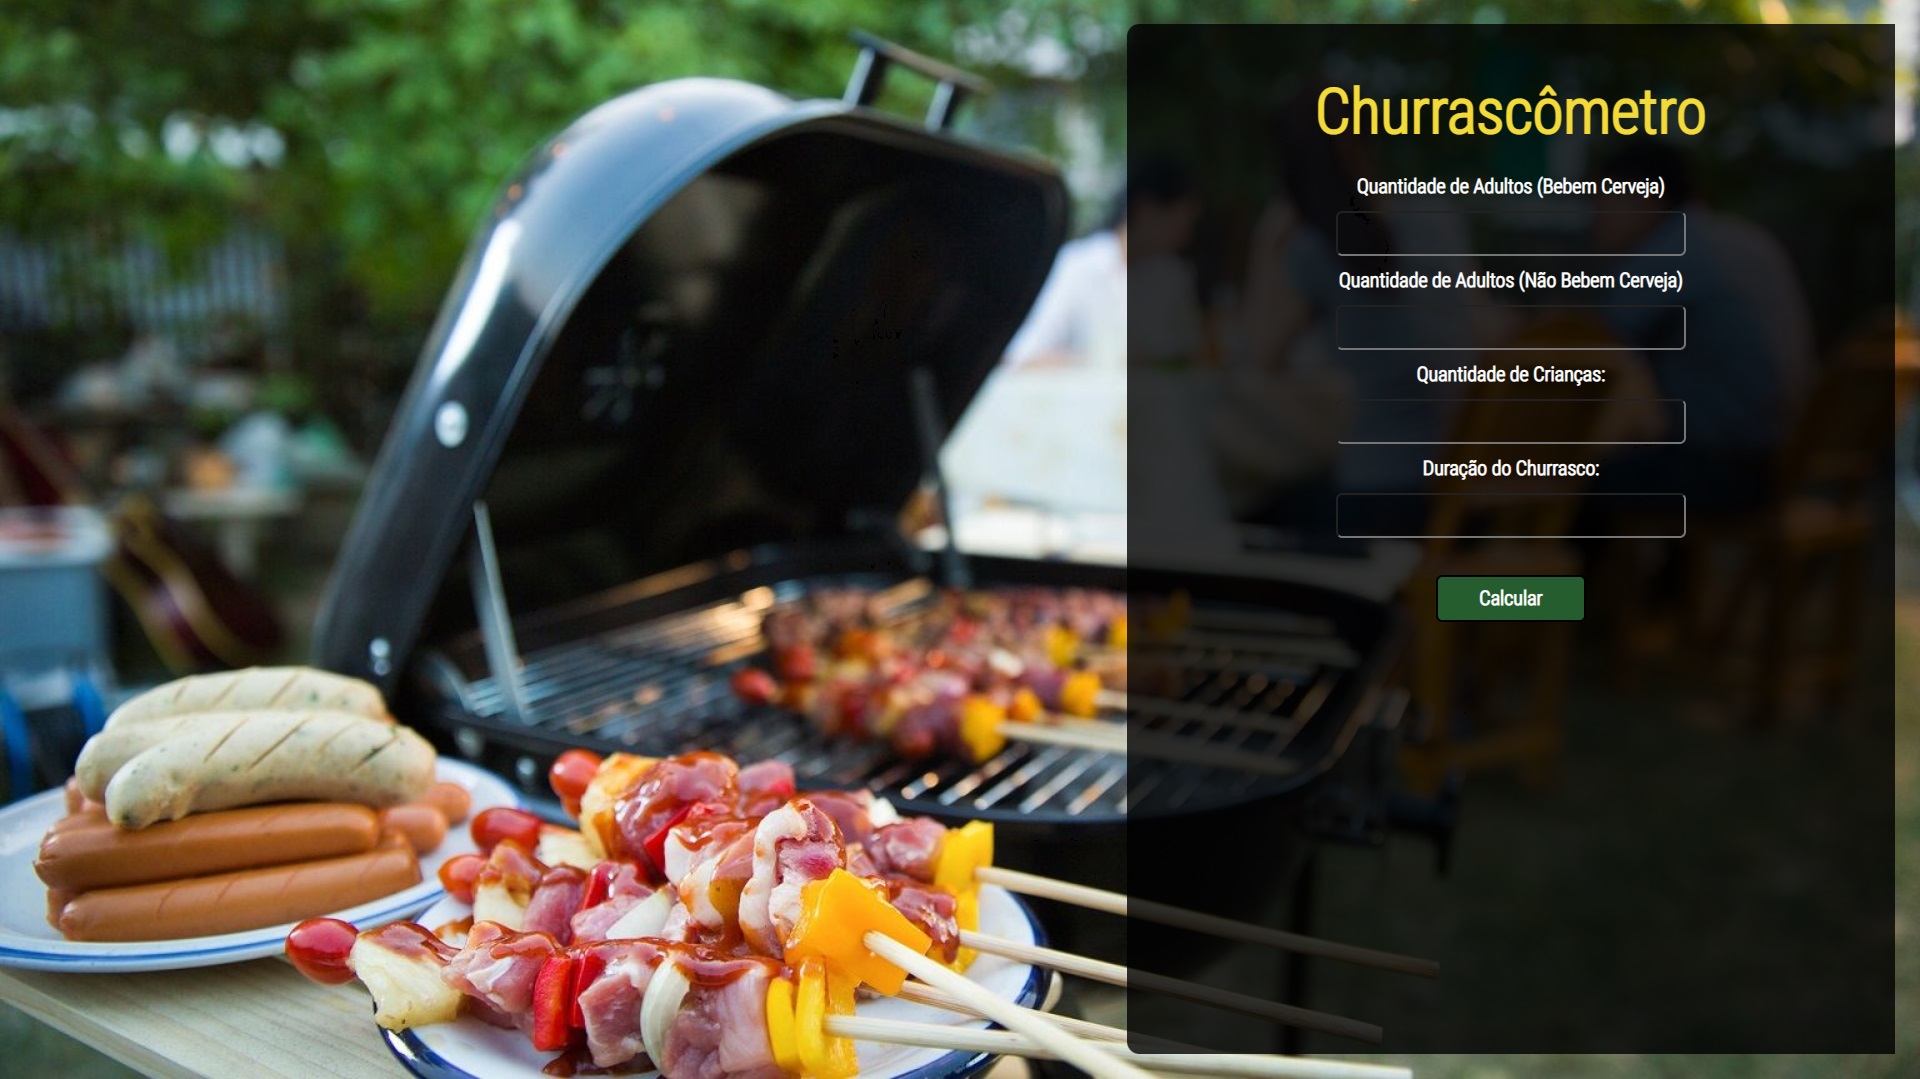 Churrascômetro
Quantidade de Adultos (Bebem Cerveja)
Quantidade de Adultos (Não Bebem Cerveja)
Quantidade de Crianças:
Duração do Churrasco:
Calcular